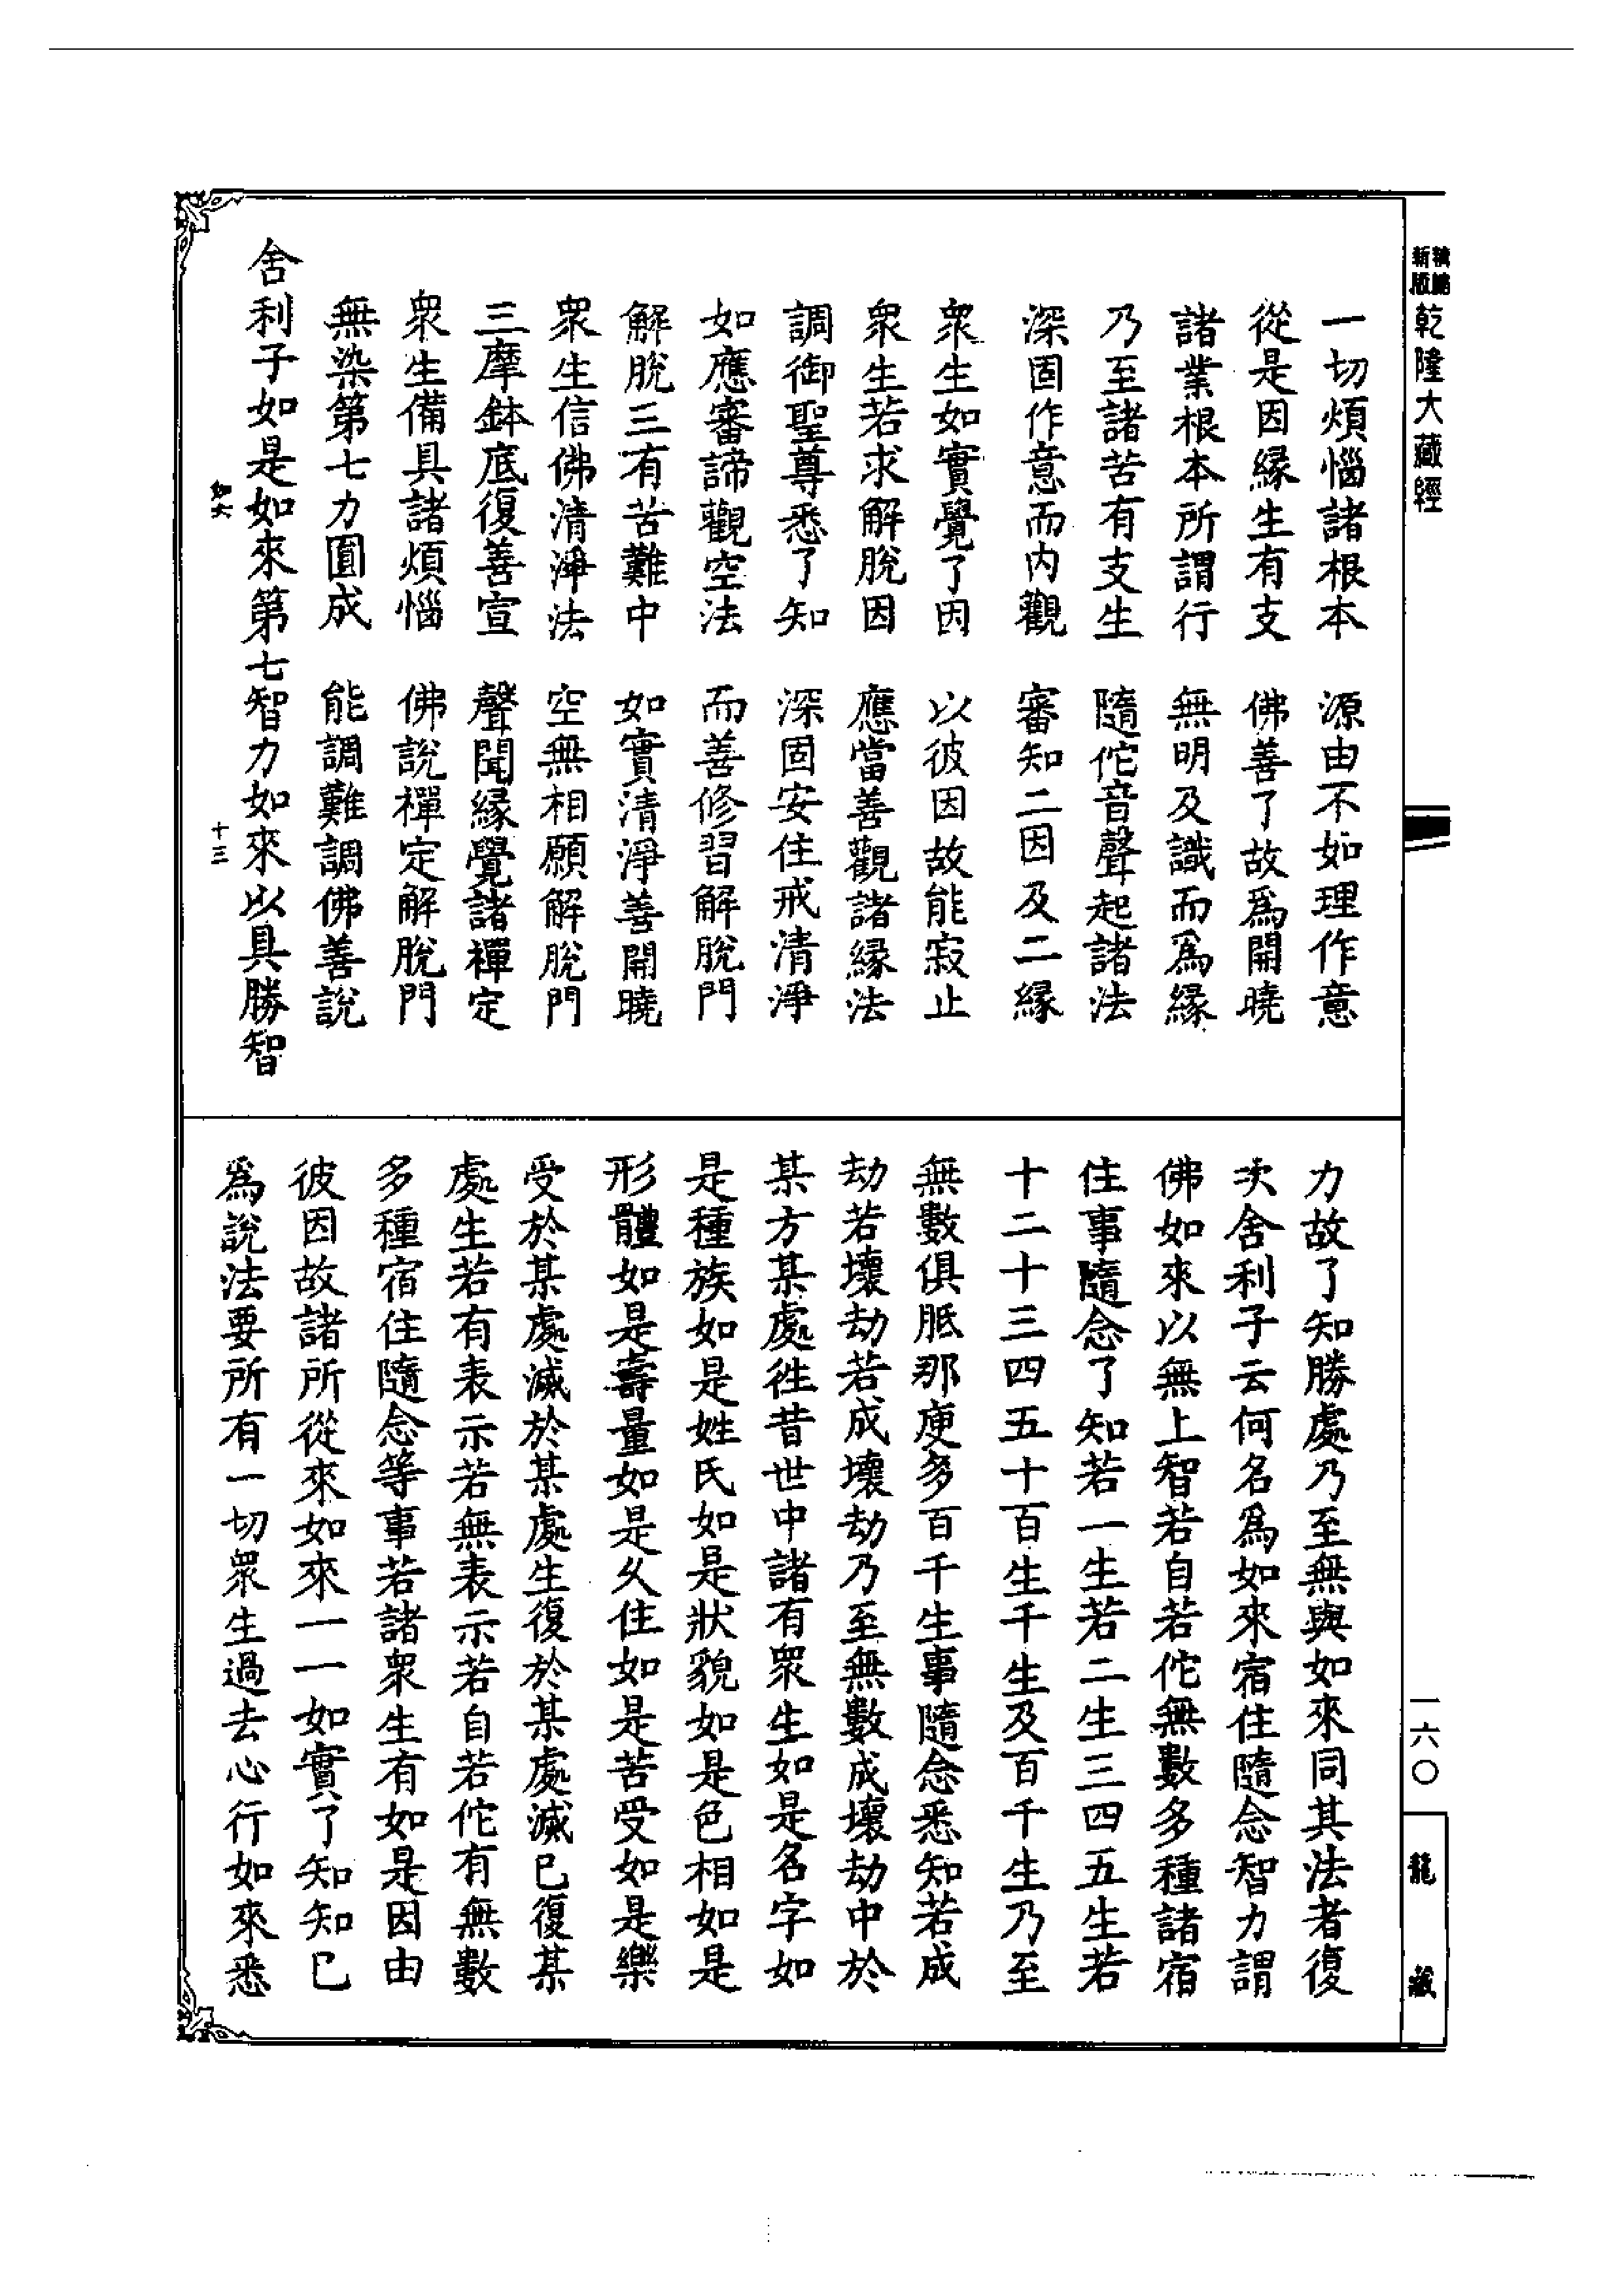 精縮新版乾隆大藏經
一切煩惱諸根本　源由不如理作意
從是因緣生有支　佛善了故爲開曉
諸業根本所謂行　無明及識而爲緣
乃至諸苦有支生　隨佗音聲起諸法
深固作意而内觀　審知二因及二緣
衆生如實覺了因　以彼因故能寂止
衆生若求解脫因　應當善觀諸緣法
調御聖尊悉了知　深固安住戒清淨
如應審諦觀空法　而善修習解脫門
解脫三有苦難中　如實清淨善開曉
衆生信佛清淨法　空無相願解脫門
三摩鉢底復善宣　聲聞緣覺諸禪定
衆生備具諸煩惱　佛說禪定解脫門
無染第七力圓成　能調難調佛善說
舍利子如是如來第七智力如來以具勝智
如六　十三
力故了知勝處乃至無與如來同其法者復
次舍利子云何名爲如來宿住隨念智力謂
佛如來以無上智若自若佗無數多種諸宿
住事隨念了知若一生若二生三四五生若
十二十三四五十百生千生及百千生乃至
無數俱胝那庾多百千生事隨念悉知若成
劫若壞劫若成壞劫乃至無數成壞劫中於
某方某處徃昔世中諸有衆生如是名字如
是種族如是姓氏如是狀貌如是色相如是
形體如是壽量如是久住如是苦受如是樂
受於某處滅於某處生復於某處滅已復某
處生若有表示若無表示若自若佗有無數
多種宿住隨念等事若諸衆生有如是因由
彼因故諸所從來如來一一如實了知知已
爲說法要所有一切衆生過去心行如來悉
一六〇
龍藏